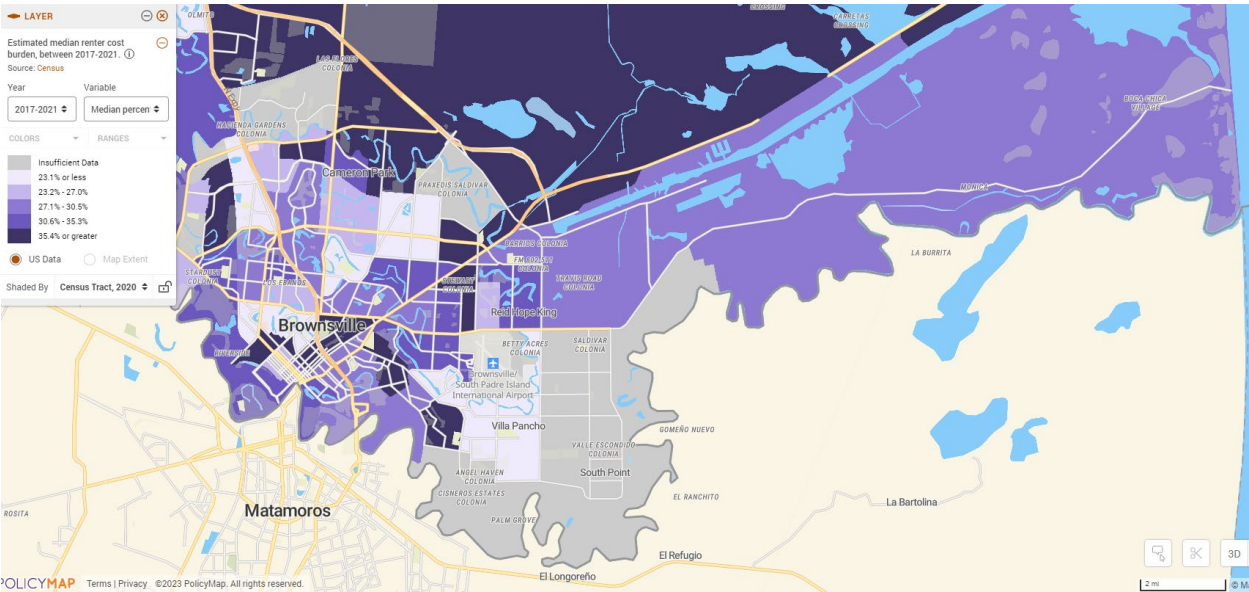 LAYER
Estimated median renter cost
burden, between 2017-2021.
Source: Census
Year Variable
2017-2021 Median percen
COLORS RANGES
Insufficient Data
23.1% or less
23.2% - 27.0%
27.1% - 30.5%
30.6% - 35.3%
35.4% or greater
US Data Map Extent
Shaded By Census Tract, 2020
OLMITO
LAS FLORES
COLONIA
CROSSING
CARRETAS
CROSSING
BOCA CHICA
VILLAGE
HACIENDA GARDENS
COLONIA
Cameron Park
PRAXEDIS SALDIVAR
COLONIA
MONICA
BARRIOS COLONIA
FM 802-511
COLONIA
TRAVIS ROAD
COLONIA
LA BURRITA
STARDUST
COLONIA
LOS EBANOS
STEWART
COLONIA
Reid Hope King
Brownsville
RIVERSIDE
BETTY ACRES
COLONIA
SALDIVAR
COLONIA
Brownsville/
South Padre Island
International Airport
Villa Pancho
GOMEÑO NUEVO
VALLE ESCONDIDO
COLONIA
ANGEL HAVEN
COLONIA
South Point
CISNEROS ESTATES
COLONIA
EL RANCHITO
La Bartolina
ROSITA
Matamoros
PALM GROVE
El Refugio
El Longoreño
3D
POLICYMAP Terms | Privacy ©2023 PolicyMap. All rights reserved.
2 mi